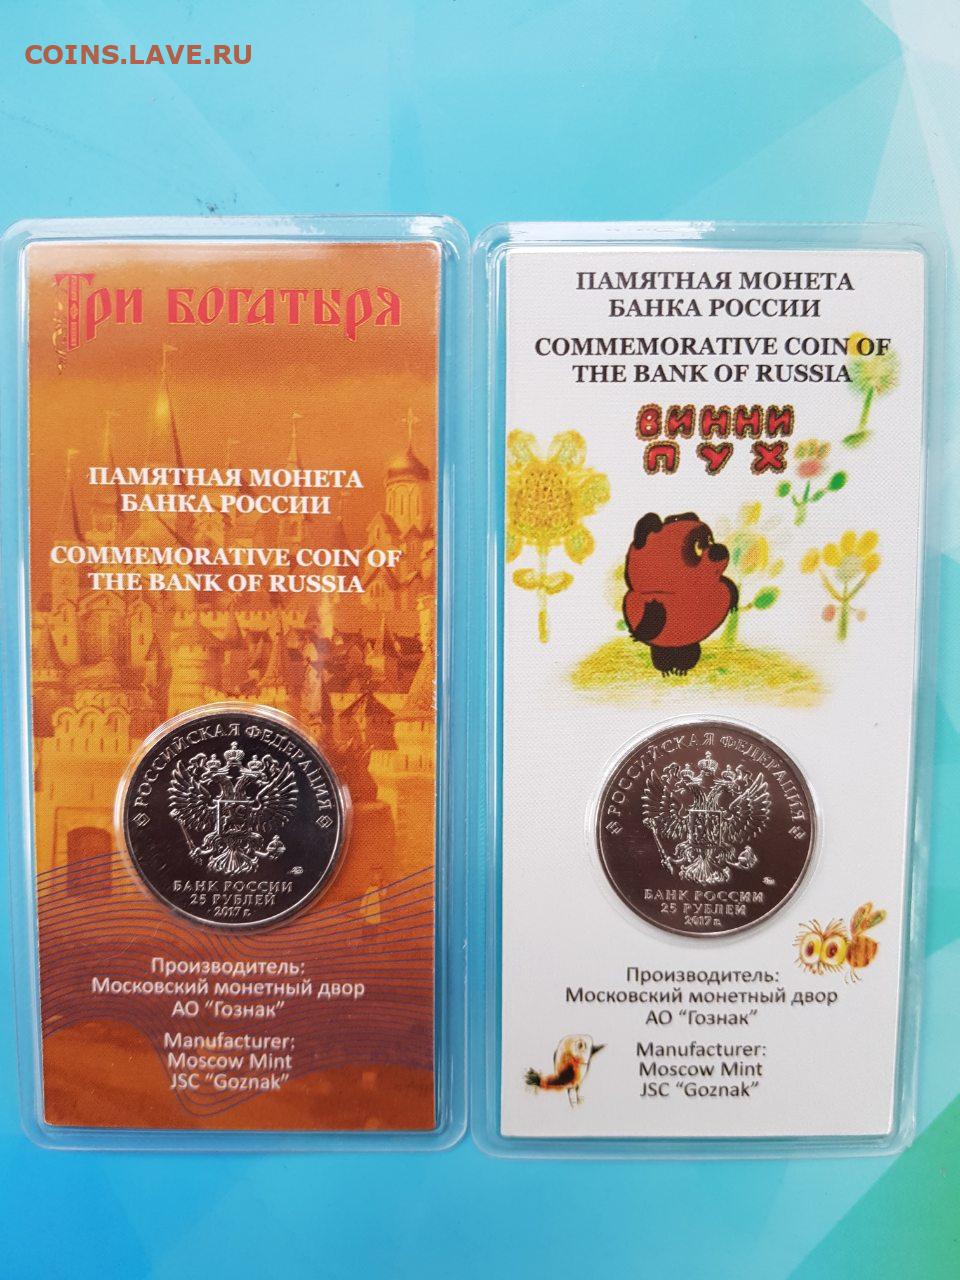 COINS.LAVE.RU
Три богатыря
ПАМЯТНАЯ МОНЕТА
БАНКА РОССИИ
COMMEMORATIVE COIN OF
THE BANK OF RUSSIA
РОССИЙСКАЯ ФЕДЕРАЦИЯ
БАНК РОССИИ
25 РУБЛЕЙ
2017 г.
Производитель:
Московский монетный двор
АО “Гознак”
Manufacturer:
Moscow Mint
JSC “Goznak”
ПАМЯТНАЯ МОНЕТА
БАНКА РОССИИ
COMMEMORATIVE COIN OF
THE BANK OF RUSSIA
ВИННИ
ПУХ
РОССИЙСКАЯ ФЕДЕРАЦИЯ
БАНК РОССИИ
25 РУБЛЕЙ
2017 г.
Производитель:
Московский монетный двор
АО “Гознак”
Manufacturer:
Moscow Mint
JSC “Goznak”